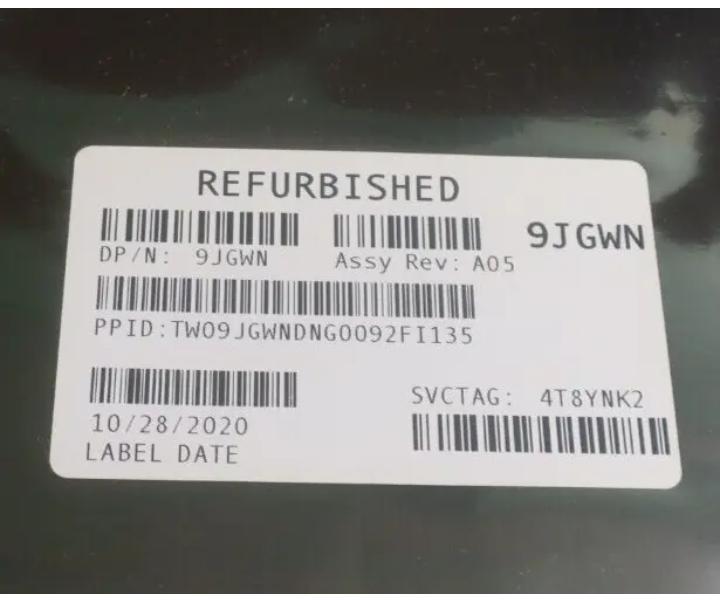 REFURBISHED
9JGWN
DP/N: 9JGWN
Assy Rev: A05
PPID:TW09JGWNDNG0092FI135
SVCTAG: 4T8YNK2
10/28/2020
LABEL DATE